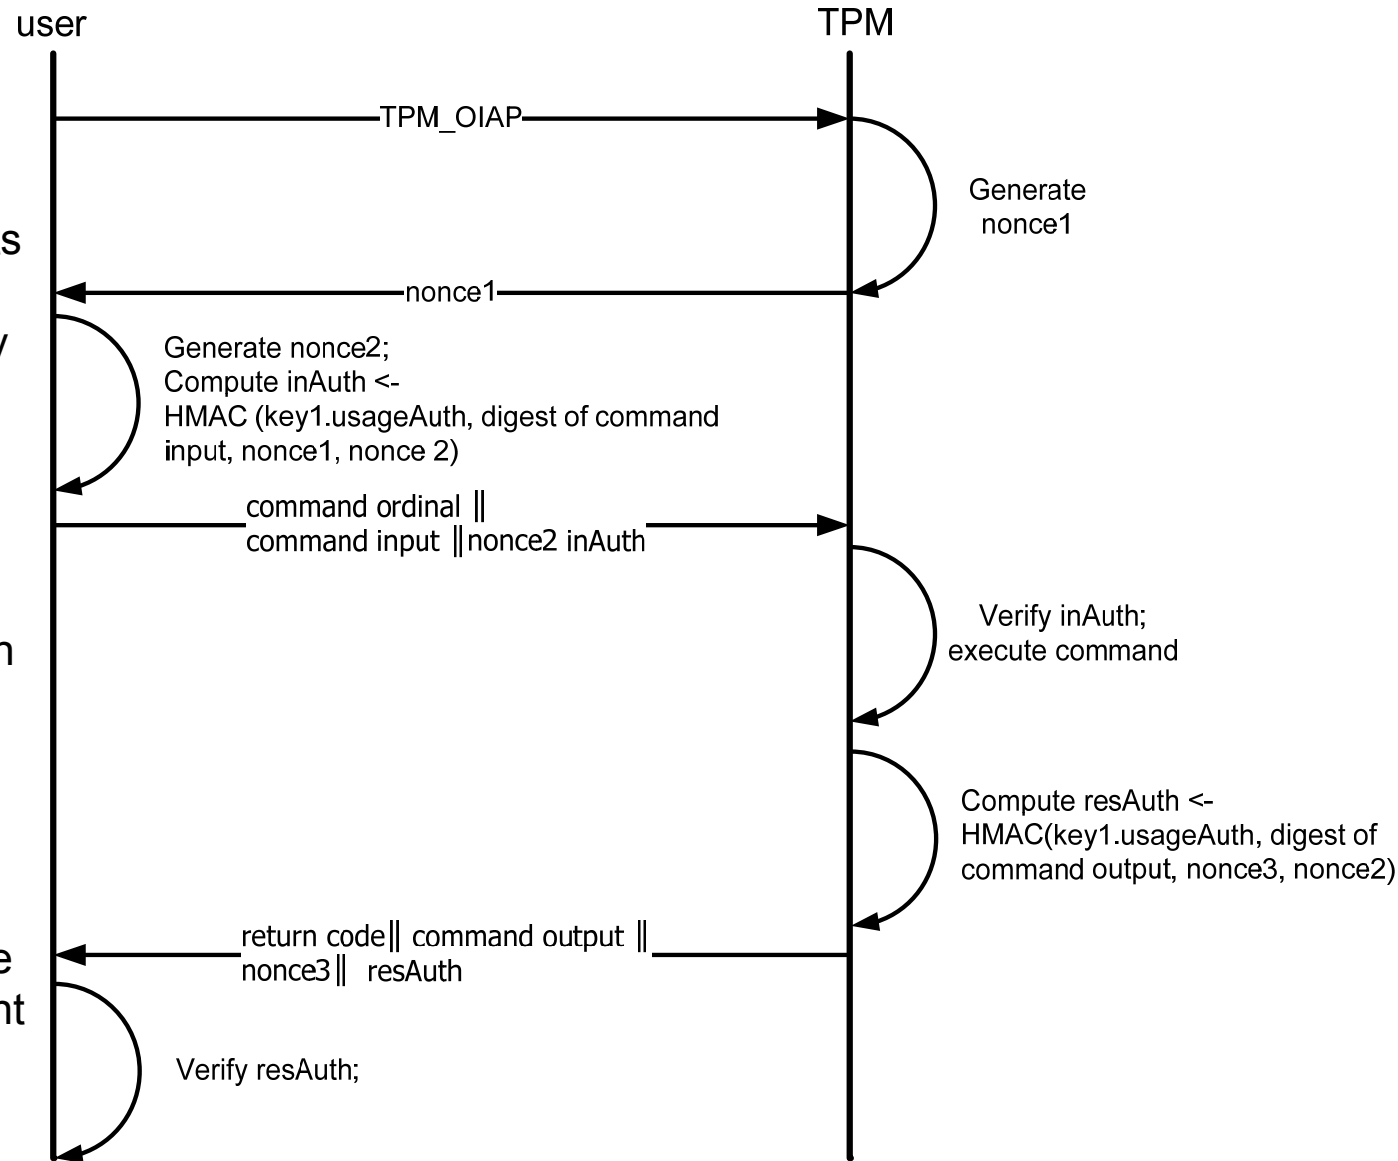 user
TPM
TPM_OIAP
Generate
nonce1
s
nonce1
y
Generate nonce2;
Compute inAuth <-
HMAC (key1.usageAuth, digest of command
input, nonce1, nonce 2)
command ordinal ||
command input ||nonce2 inAuth
Verify inAuth;
execute command
n
Compute resAuth <-
HMAC(key1.usageAuth, digest of
command output, nonce3, nonce2)
return code|| command output ||
nonce3|| resAuth
e
nt
Verify resAuth;